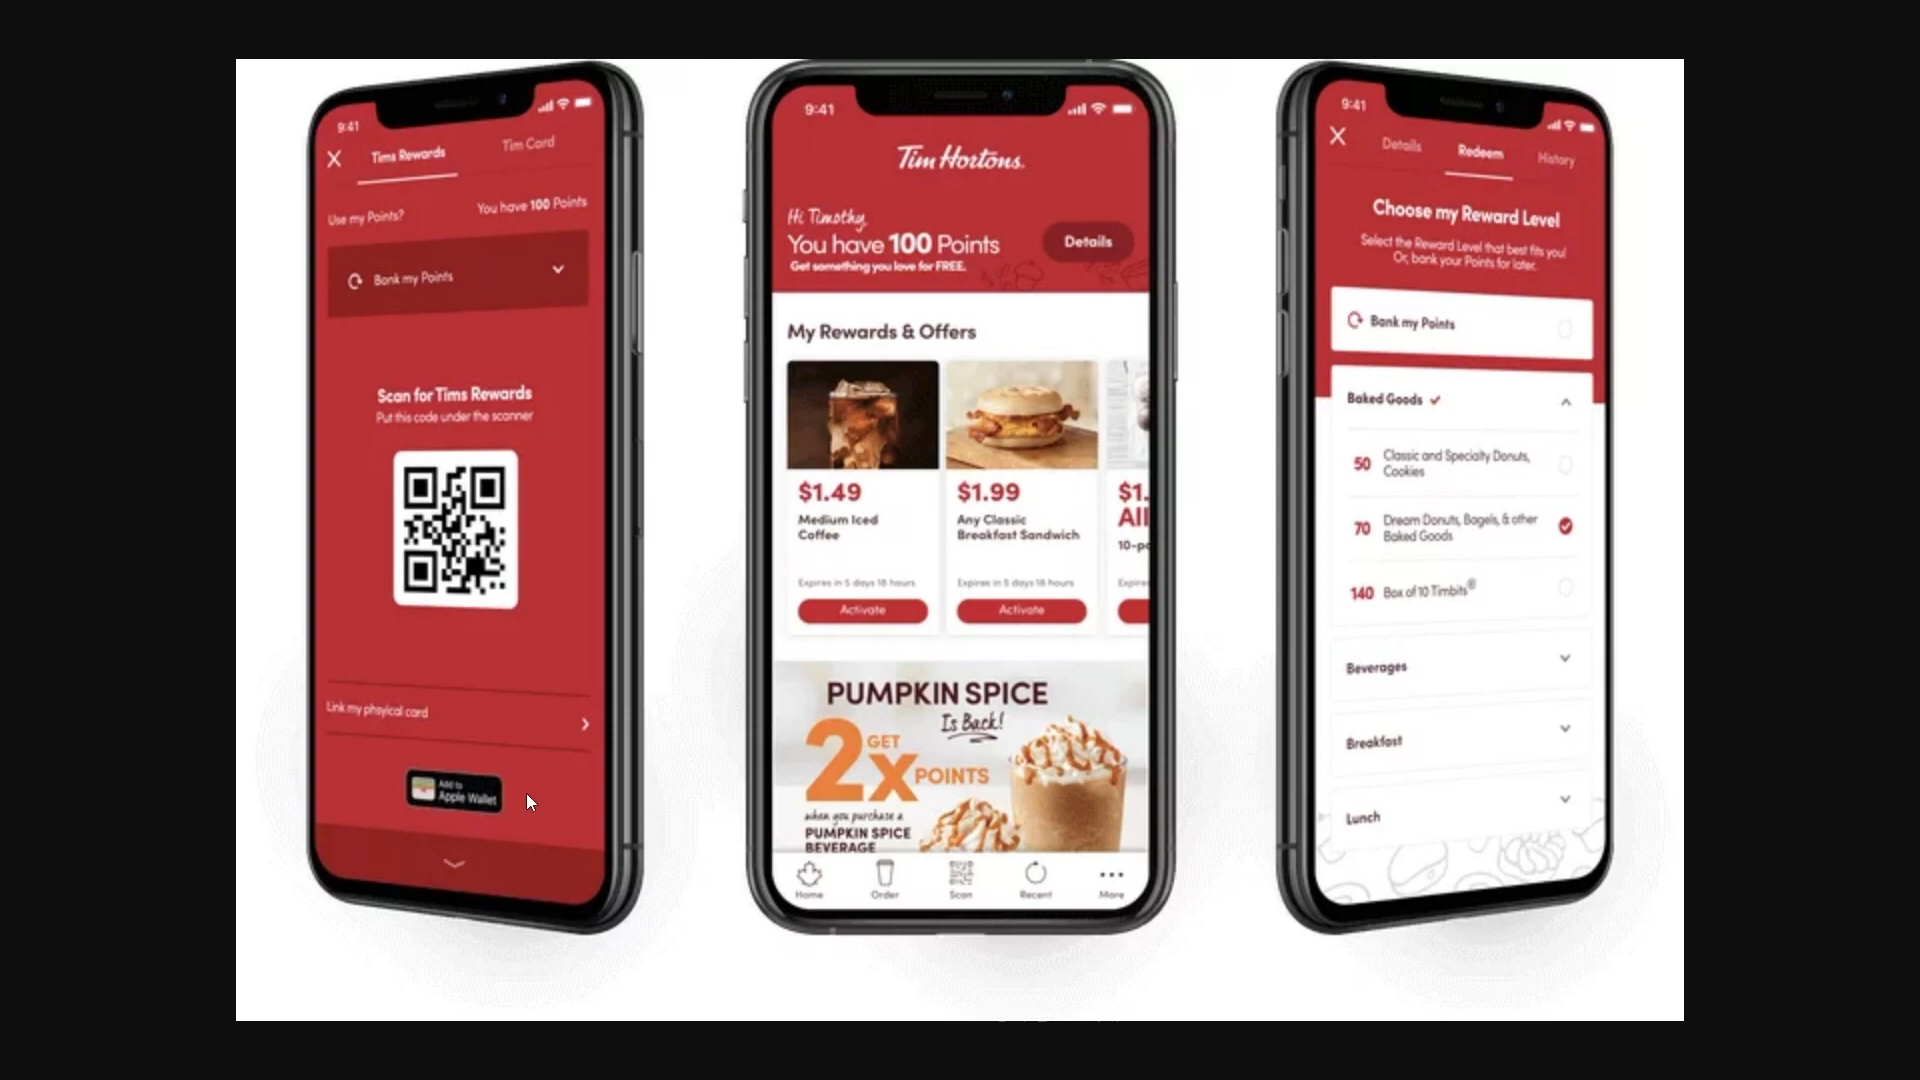 9:41
Tims Rewards
Tim Card
Use my Points?
You have 100 Points
Bank my Points
Scan for Tims Rewards
Put this code under the scanner
Link my phsyical card
Add to
Apple Wallet
9:41
Tim Hortons.
Hi Timothy,
You have 100 Points
Get something you love for FREE.
Details
My Rewards & Offers
$1.49
Medium Iced
Coffee
Expires in 5 days 18 hours
Activate
$1.99
Any Classic
Breakfast Sandwich
Expires in 5 days 18 hours
Activate
$1.
All
10-pa
Expires
PUMPKIN SPICE
Is Back!
GET
2X POINTS
when you purchase a
PUMPKIN SPICE
BEVERAGE
Home
Order
Scan
Recent
More
9:41
Details
Redeem
History
Choose my Reward Level
Select the Reward Level that best fits you!
Or, bank your Points for later.
Bank my Points
Baked Goods
50
Classic and Specialty Donuts,
Cookies
70
Dream Donuts, Bagels, & other
Baked Goods
140
Box of 10 Timbits®
Beverages
Breakfast
Lunch